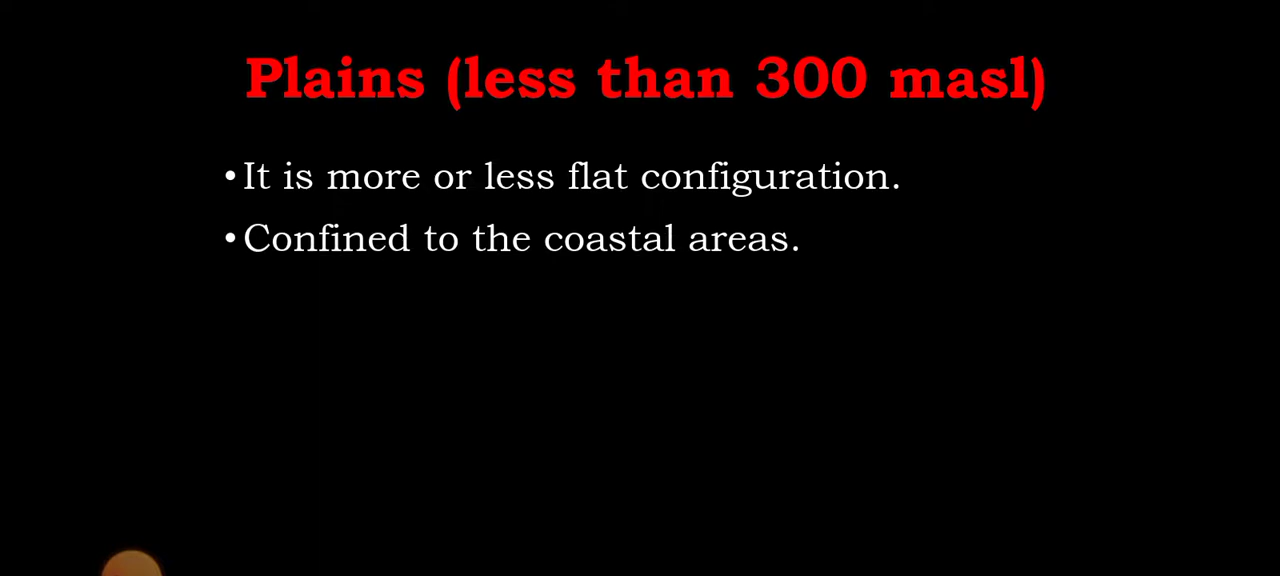 Plains (less than 300 masl)
•It is more or less flat configuration.
•Confined to the coastal areas.